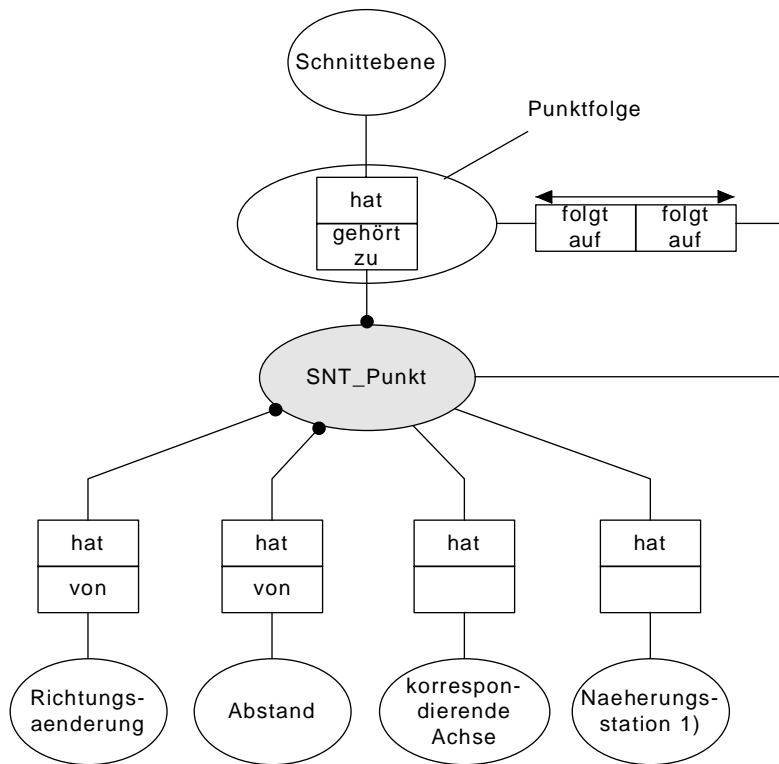 Schnittebene
Punktfolge
hat
gehört
zu
folgt
auf
folgt
auf
SNT_Punkt
hat
von
hat
von
hat
hat
Richtungs-
aenderung
Abstand
korrespon-
dierende
Achse
Naeherungs-
station 1)